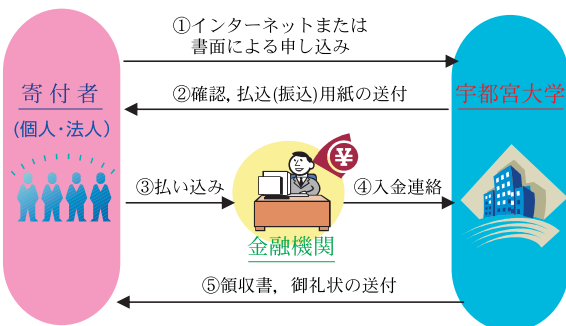 ①インターネットまたは
書面による申し込み
寄付者
(個人・法人)
②確認, 払込(振込)用紙の送付
宇都宮大学
③払い込み
¥
④入金連絡
金融機関
⑤領収書, 御礼状の送付